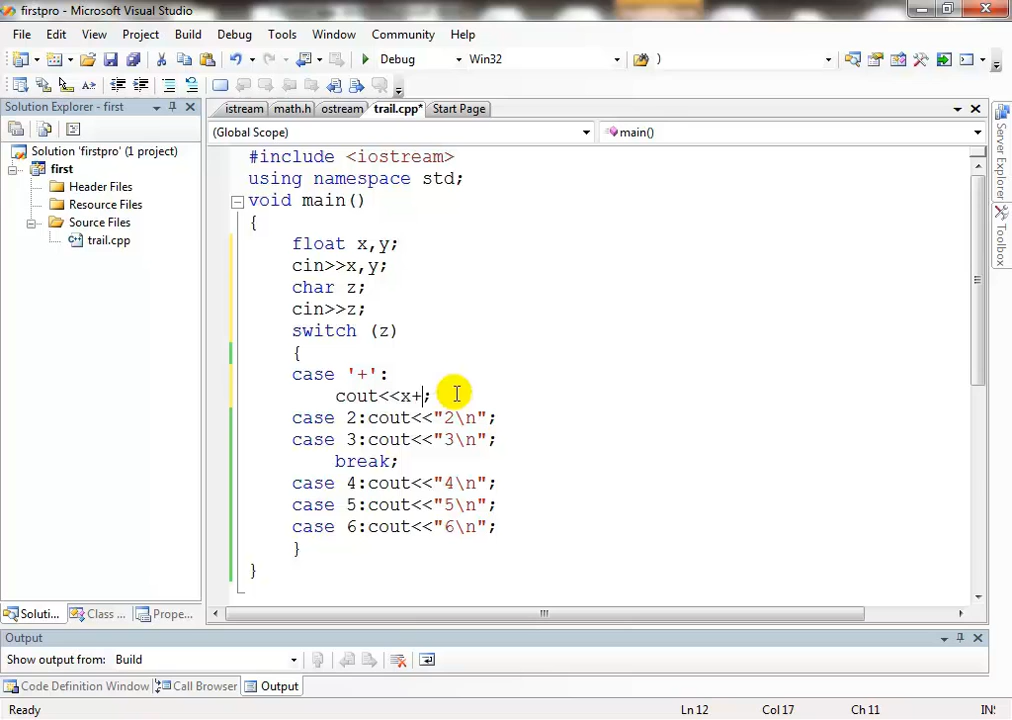 firstpro - Microsoft Visual Studio
File Edit View Project Build Debug Tools Window Community Help
Debug Win32 )
Solution Explorer - first
istream math.h ostream trail.cpp* Start Page
(Global Scope) main()
Solution 'firstpro' (1 project)
first
Header Files
Resource Files
Source Files
trail.cpp
#include <iostream>
using namespace std;
void main()
{
float x,y;
cin>>x,y;
char z;
cin>>z;
switch (z)
{
case '+':
cout<<x+;
case 2:cout<<"2\n";
case 3:cout<<"3\n";
break;
case 4:cout<<"4\n";
case 5:cout<<"5\n";
case 6:cout<<"6\n";
}
}
Server Explorer
Toolbox
Soluti... Class ... Prope...
Output
Show output from: Build
Code Definition Window Call Browser Output
Ready Ln 12 Col 17 Ch 11 INS